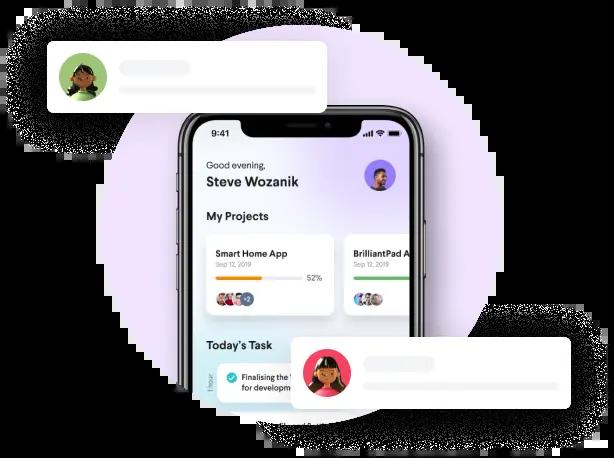 9:41
Good evening,
Steve Wozanik
My Projects
Smart Home App
BrilliantPad A
Sep 12, 2019
Sep 12, 2019
52%
+2
Today's Task
1 hour
Finalising the
for developm